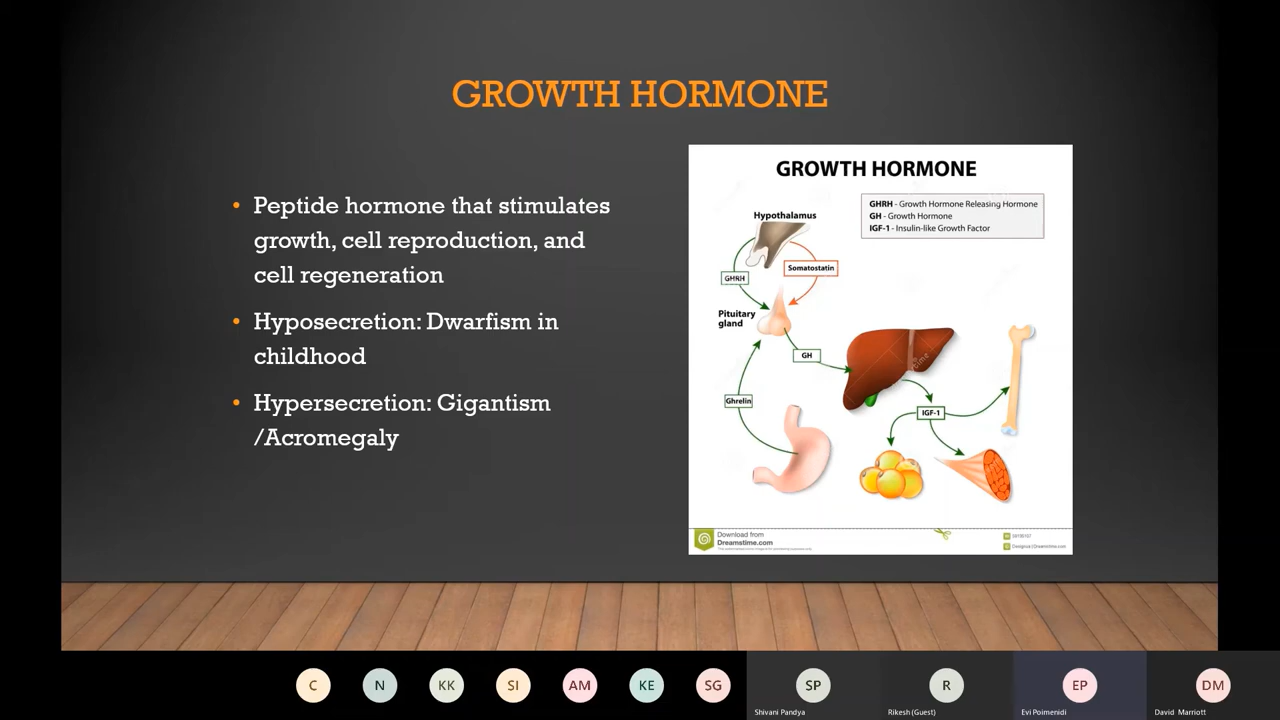 GROWTH HORMONE
• Peptide hormone that stimulates
growth, cell reproduction, and
cell regeneration
• Hyposecretion: Dwarfism in
childhood
• Hypersecretion: Gigantism
/Acromegaly
GROWTH HORMONE
GHRH - Growth Hormone Releasing Hormone
GH - Growth Hormone
IGF-1 - Insulin-like Growth Factor
Hypothalamus
Somatostatin
GHRH
Pituitary
gland
GH
Ghrelin
IGF-1
Download from
Dreamstime.com
C
N
KK
SI
AM
KE
SG
SP
R
EP
DM
Shivani Pandya
Rikesh (Guest)
Evi Poimenidi
David Marriott